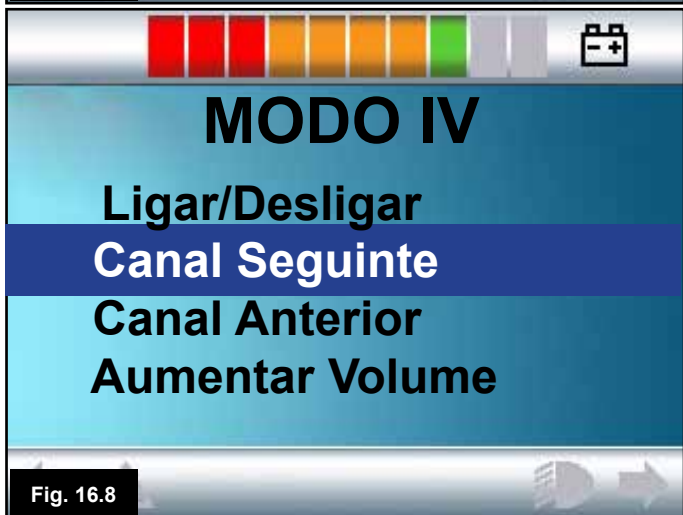 MODO IV
Ligar/Desligar
Canal Seguinte
Canal Anterior
Aumentar Volume
Fig. 16.8